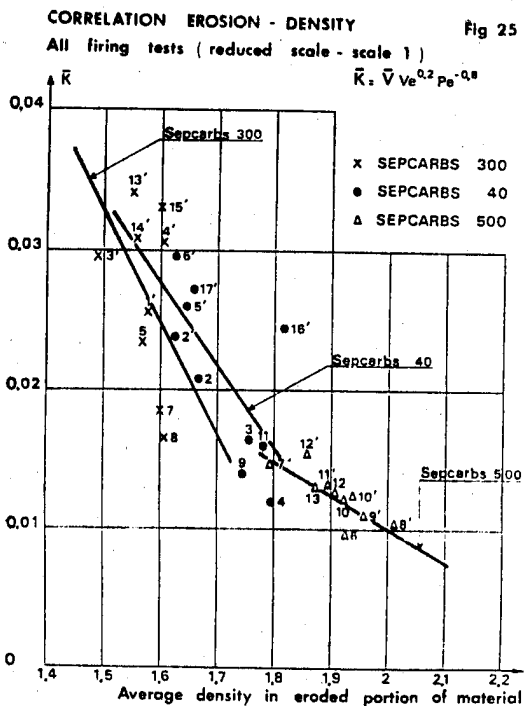 CORRELATION EROSION - DENSITY Fig 25
All firing tests ( reduced scale - scale 1 )
K̄ K̄ = V̄ Ve^0,2 Pe^-0,8
0,04
Sepcarbs 300
x SEPCARBS 300
● SEPCARBS 40
△ SEPCARBS 500
13'
15'
14' 4'
0,03
3' 6'
17'
1' 5'
16'
5 2'
Sepcarbs 40
0,02
2
7
3 11
8
12'
9 7'
Sepcarbs 500
11' 12
13 10'
4 10 9' 8'
0,01
6
0
1,4 1,5 1,6 1,7 1,8 1,9 2 2,1 2,2
Average density in eroded portion of material